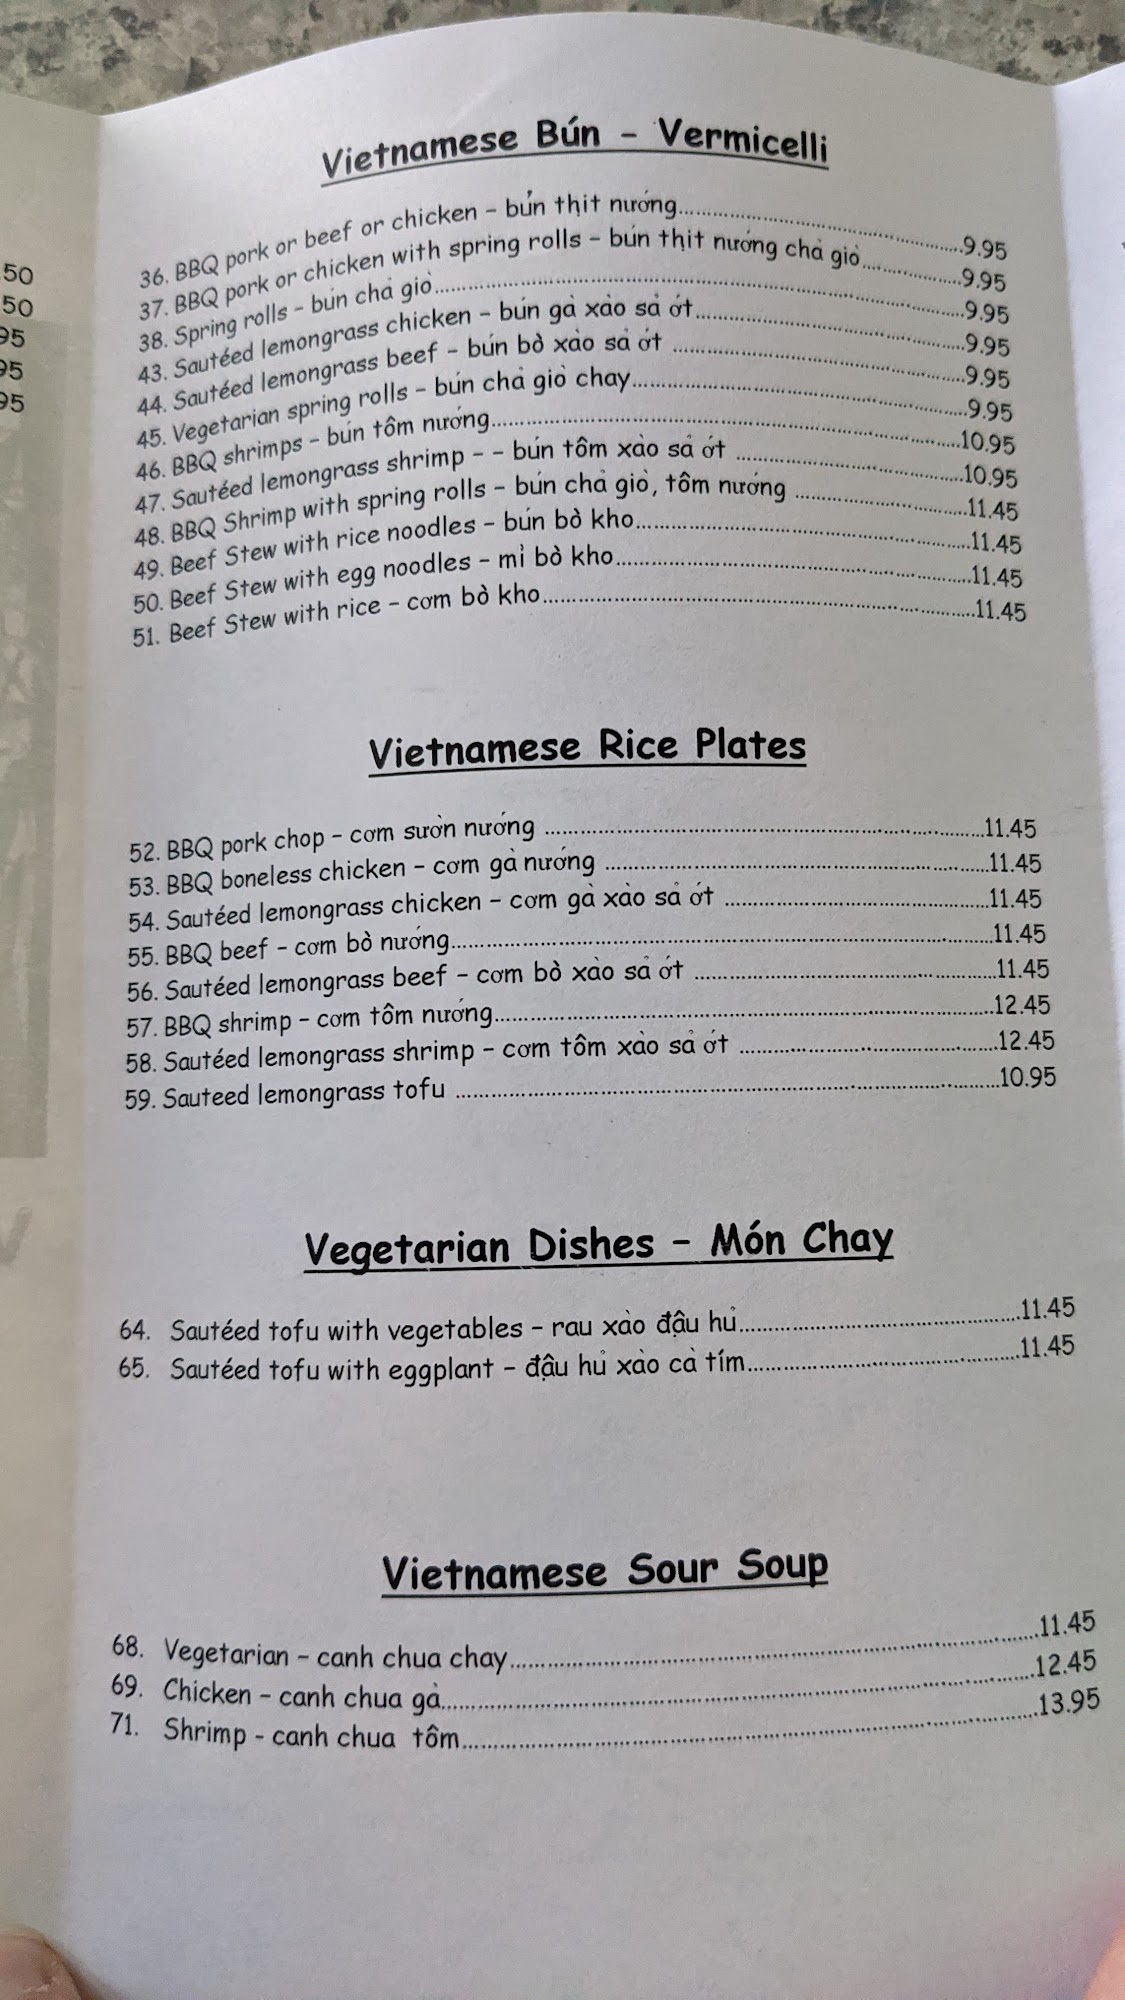 .50
.50
95
95
95
Vietnamese Bún - Vermicelli
36. BBQ pork or beef or chicken - bún thịt nướng..........9.95
37. BBQ pork or chicken with spring rolls - bún thịt nướng chả giò..........9.95
38. Spring rolls - bún chả giò..........9.95
43. Sautéed lemongrass chicken - bún gà xào sả ớt..........9.95
44. Sautéed lemongrass beef - bún bò xào sả ớt ..........9.95
45. Vegetarian spring rolls - bún chả giò chay..........9.95
46. BBQ shrimps - bún tôm nướng..........10.95
47. Sautéed lemongrass shrimp - - bún tôm xào sả ớt ..........10.95
48. BBQ Shrimp with spring rolls - bún chả giò, tôm nướng ..........11.45
49. Beef Stew with rice noodles - bún bò kho..........11.45
50. Beef Stew with egg noodles - mì bò kho..........11.45
51. Beef Stew with rice - cơm bò kho..........11.45
Vietnamese Rice Plates
52. BBQ pork chop - cơm sườn nướng ..........11.45
53. BBQ boneless chicken - cơm gà nướng ..........11.45
54. Sautéed lemongrass chicken - cơm gà xào sả ớt ..........11.45
55. BBQ beef - cơm bò nướng..........11.45
56. Sautéed lemongrass beef - cơm bò xào sả ớt ..........11.45
57. BBQ shrimp - cơm tôm nướng..........12.45
58. Sautéed lemongrass shrimp - cơm tôm xào sả ớt ..........12.45
59. Sauteed lemongrass tofu ..........10.95
Vegetarian Dishes - Món Chay
64. Sautéed tofu with vegetables - rau xào đậu hủ..........11.45
65. Sautéed tofu with eggplant - đậu hủ xào cà tím..........11.45
Vietnamese Sour Soup
68. Vegetarian - canh chua chay..........11.45
69. Chicken - canh chua gà..........12.45
71. Shrimp - canh chua tôm..........13.95